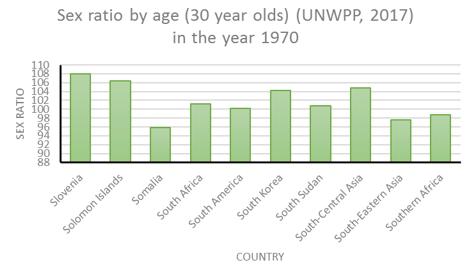 Sex ratio by age (30 year olds) (UNWPP, 2017)
in the year 1970
SEX RATIO
110
108
106
104
102
100
98
96
94
92
90
88
Slovenia
Solomon Islands
Somalia
South Africa
South America
South Korea
South Sudan
South-Central Asia
South-Eastern Asia
Southern Africa
COUNTRY